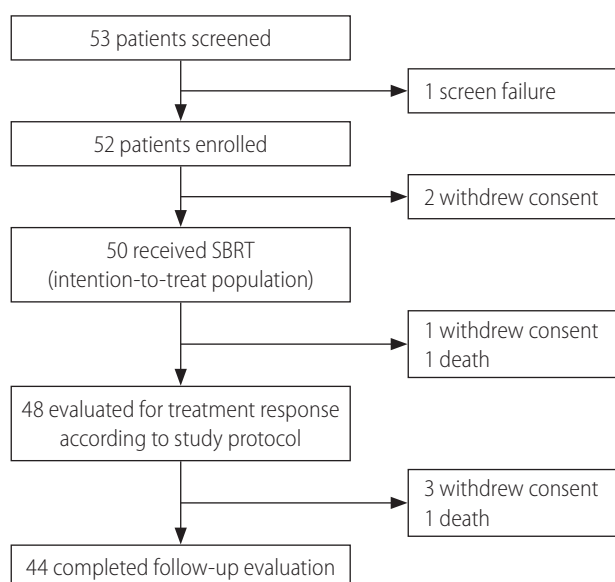 53 patients screened
1 screen failure
52 patients enrolled
2 withdrew consent
50 received SBRT
(intention-to-treat population)
1 withdrew consent
1 death
48 evaluated for treatment response
according to study protocol
3 withdrew consent
1 death
44 completed follow-up evaluation